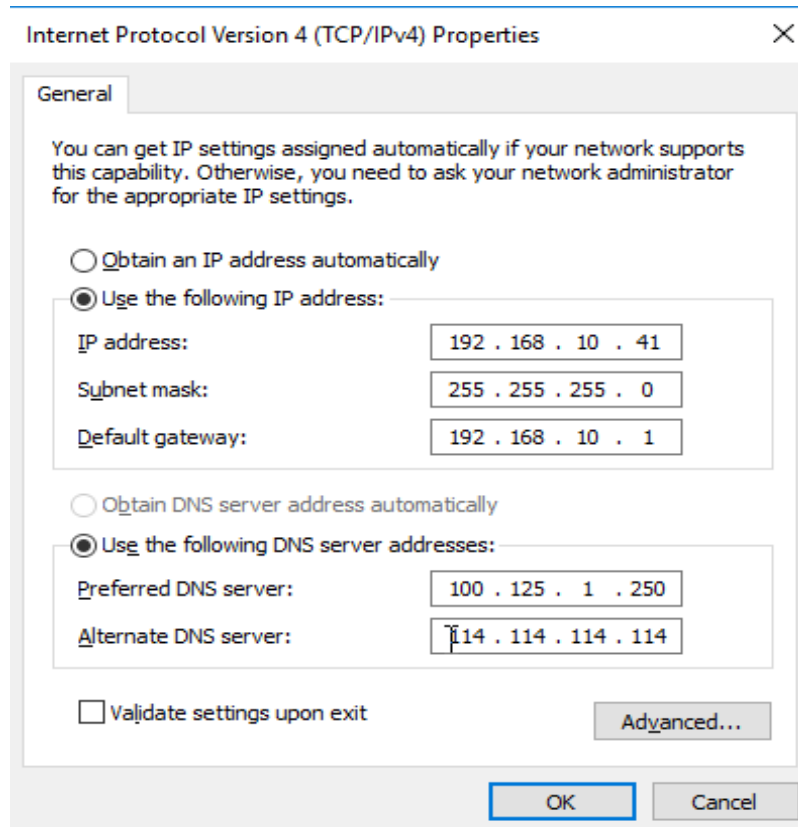 Internet Protocol Version 4 (TCP/IPv4) Properties
General
You can get IP settings assigned automatically if your network supports
this capability. Otherwise, you need to ask your network administrator
for the appropriate IP settings.
Obtain an IP address automatically
Use the following IP address:
IP address: 192 . 168 . 10 . 41
Subnet mask: 255 . 255 . 255 . 0
Default gateway: 192 . 168 . 10 . 1
Obtain DNS server address automatically
Use the following DNS server addresses:
Preferred DNS server: 100 . 125 . 1 . 250
Alternate DNS server: 114 . 114 . 114 . 114
Validate settings upon exit
Advanced...
OK Cancel